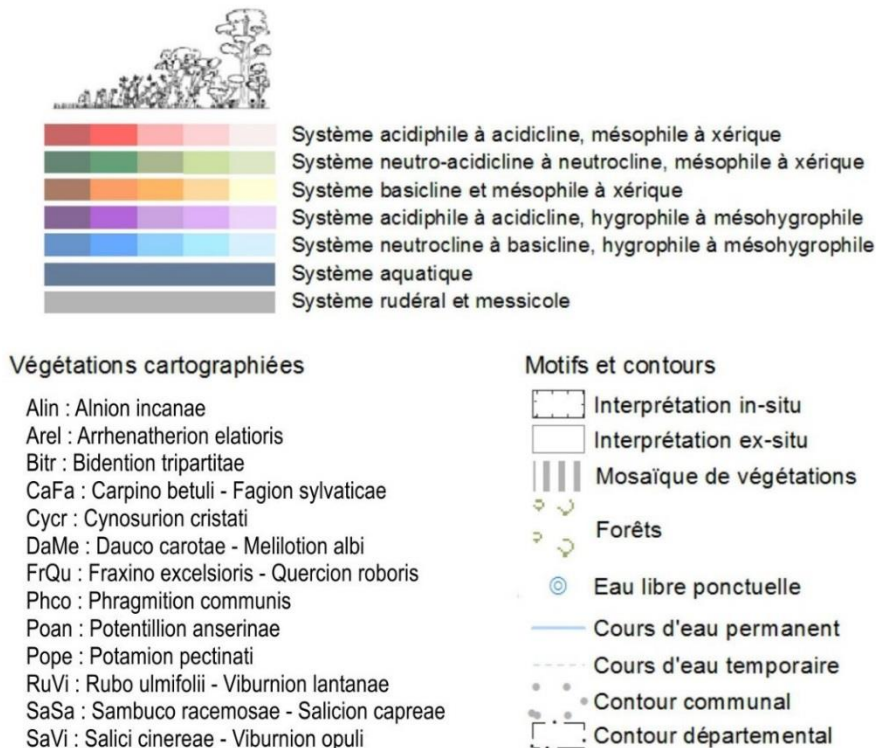 Système acidiphile à acidicline, mésophile à xérique
Système neutro-acidicline à neutrocline, mésophile à xérique
Système basicline et mésophile à xérique
Système acidiphile à acidicline, hygrophile à mésohygrophile
Système neutrocline à basicline, hygrophile à mésohygrophile
Système aquatique
Système rudéral et messicole
Végétations cartographiées
Alin : Alnion incanae
Arel : Arrhenatherion elatioris
Bitr : Bidention tripartitae
CaFa : Carpino betuli - Fagion sylvaticae
Cycr : Cynosurion cristati
DaMe : Dauco carotae - Melilotion albi
FrQu : Fraxino excelsioris - Quercion roboris
Phco : Phragmition communis
Poan : Potentillion anserinae
Pope : Potamion pectinati
RuVi : Rubo ulmifolii - Viburnion lantanae
SaSa : Sambuco racemosae - Salicion capreae
SaVi : Salici cinereae - Viburnion opuli
Motifs et contours
Interprétation in-situ
Interprétation ex-situ
Mosaïque de végétations
Forêts
Eau libre ponctuelle
Cours d'eau permanent
Cours d'eau temporaire
Contour communal
Contour départemental